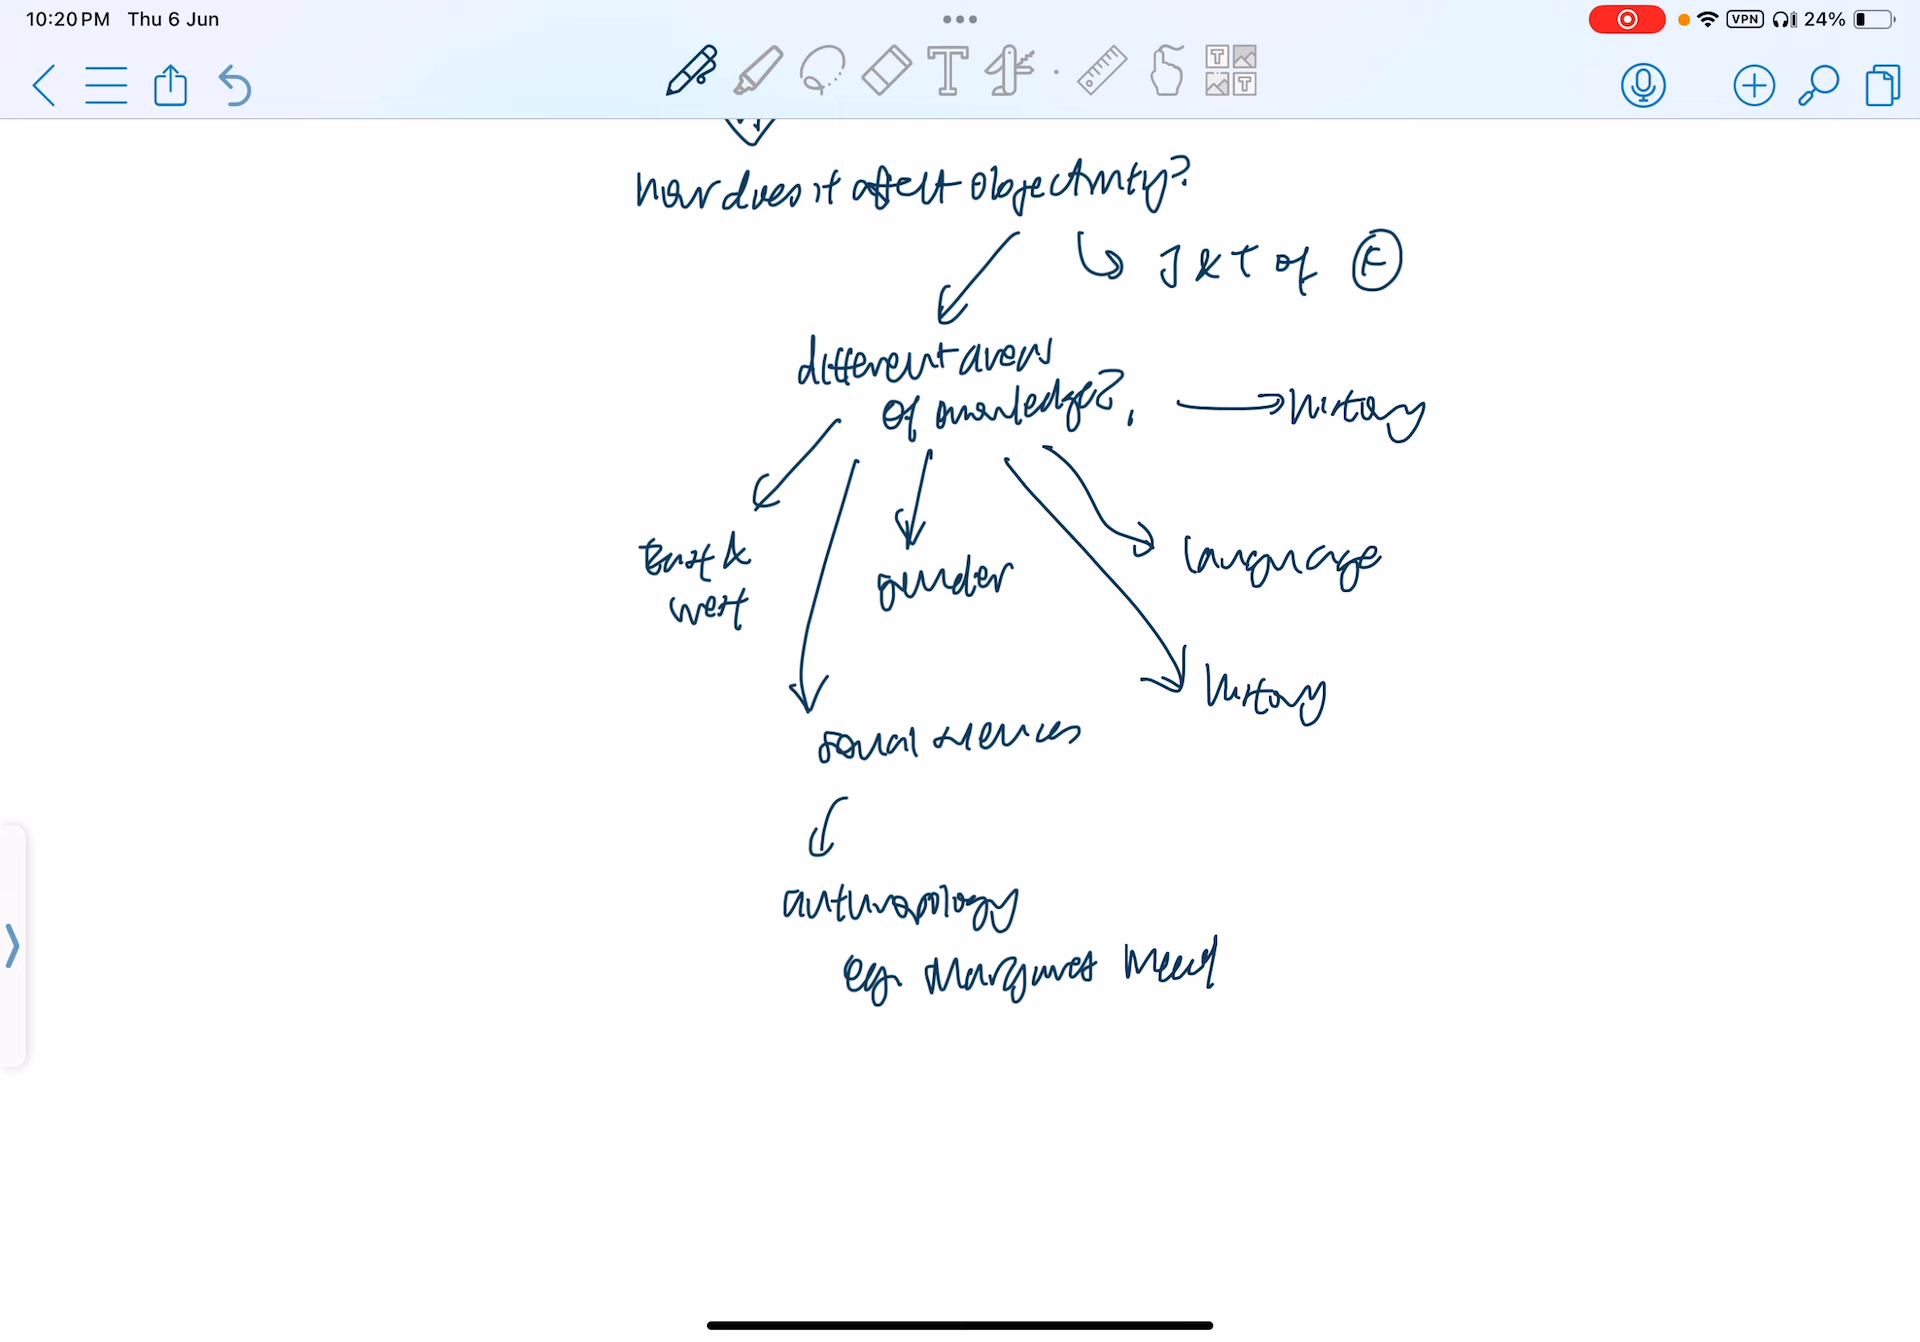 10:20 PM Thu 6 Jun
VPN 24%
how does it affect objectivity?
J & T of K
different areas
of knowledge?
history
East &
West
gender
language
history
social sciences
anthropology
eg. Margaret Mead